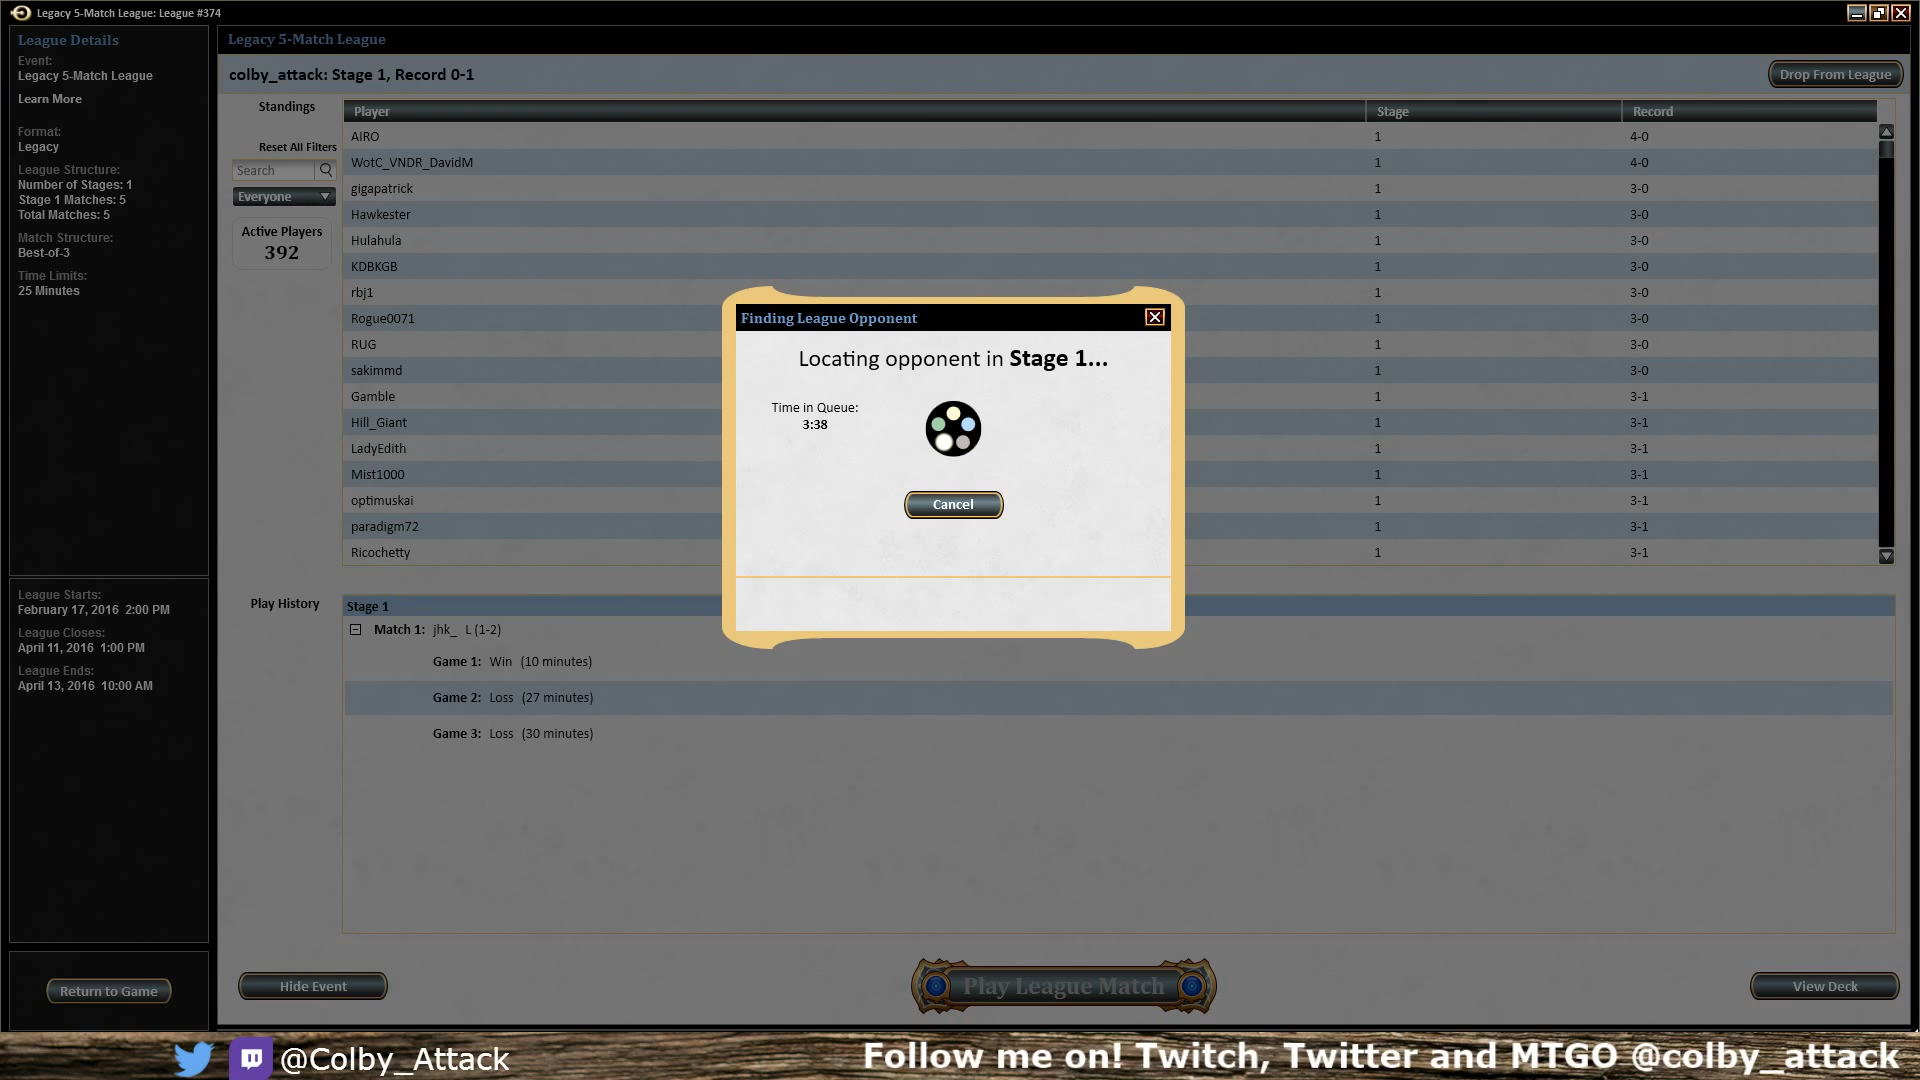 Legacy 5-Match League: League #374
League Details
Event:
Legacy 5-Match League
Learn More
Format:
Legacy
League Structure:
Number of Stages: 1
Stage 1 Matches: 5
Total Matches: 5
Match Structure:
Best-of-3
Time Limits:
25 Minutes
League Starts:
February 17, 2016 2:00 PM
League Closes:
April 11, 2016 1:00 PM
League Ends:
April 13, 2016 10:00 AM
Return to Game
Legacy 5-Match League
colby_attack: Stage 1, Record 0-1
Drop From League
Standings
Reset All Filters
Search
Everyone
Active Players
392
Player Stage Record
AIRO 1 4-0
WotC_VNDR_DavidM 1 4-0
gigapatrick 1 3-0
Hawkester 1 3-0
Hulahula 1 3-0
KDBKGB 1 3-0
rbj1 1 3-0
Rogue0071 1 3-0
RUG 1 3-0
sakimmd 1 3-0
Gamble 1 3-1
Hill_Giant 1 3-1
LadyEdith 1 3-1
Mist1000 1 3-1
optimuskai 1 3-1
paradigm72 1 3-1
Ricochetty 1 3-1
Finding League Opponent
Locating opponent in Stage 1...
Time in Queue:
3:38
Cancel
Play History
Stage 1
Match 1: jhk_ L (1-2)
Game 1: Win (10 minutes)
Game 2: Loss (27 minutes)
Game 3: Loss (30 minutes)
Hide Event
Play League Match
View Deck
@Colby_Attack
Follow me on! Twitch, Twitter and MTGO @colby_attack